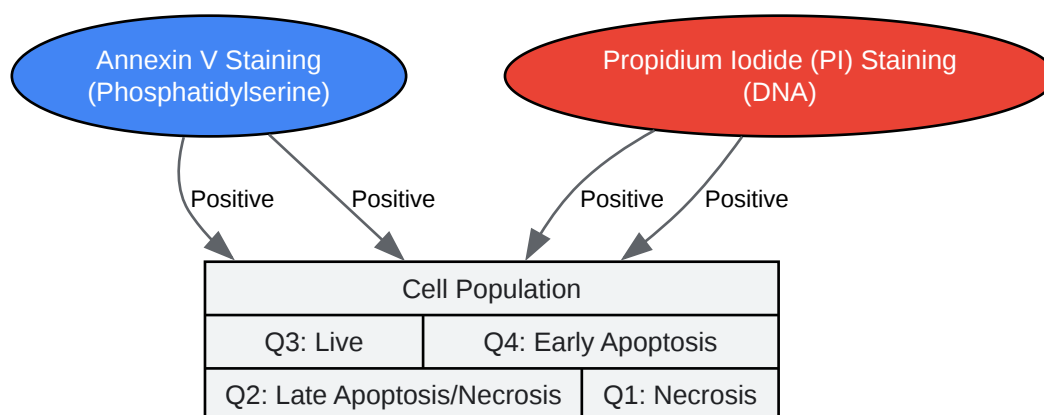 Annexin V Staining
(Phosphatidylserine)
Propidium Iodide (PI) Staining
(DNA)
Positive
Positive
Positive
Positive
Cell Population
Q3: Live
Q4: Early Apoptosis
Q2: Late Apoptosis/Necrosis
Q1: Necrosis